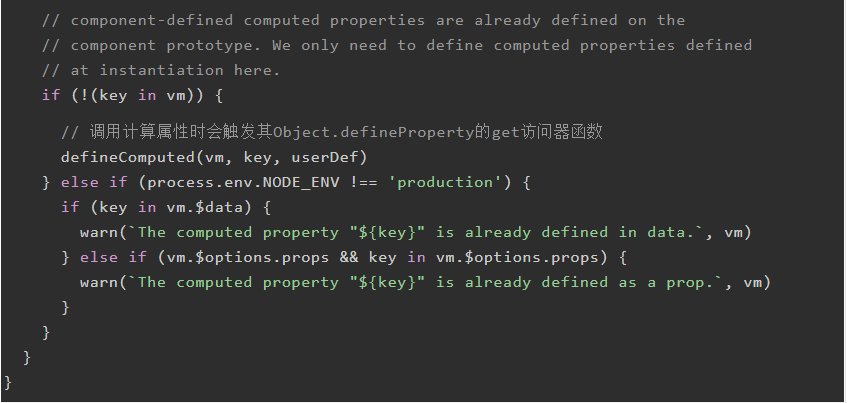 // component-defined computed properties are already defined on the
// component prototype. We only need to define computed properties defined
// at instantiation here.
if (!(key in vm)) {
// 调用计算属性时会触发其Object.defineProperty的get访问器函数
defineComputed(vm, key, userDef)
} else if (process.env.NODE_ENV !== 'production') {
if (key in vm.$data) {
warn(`The computed property "${key}" is already defined in data.`, vm)
} else if (vm.$options.props && key in vm.$options.props) {
warn(`The computed property "${key}" is already defined as a prop.`, vm)
}
}
}
}